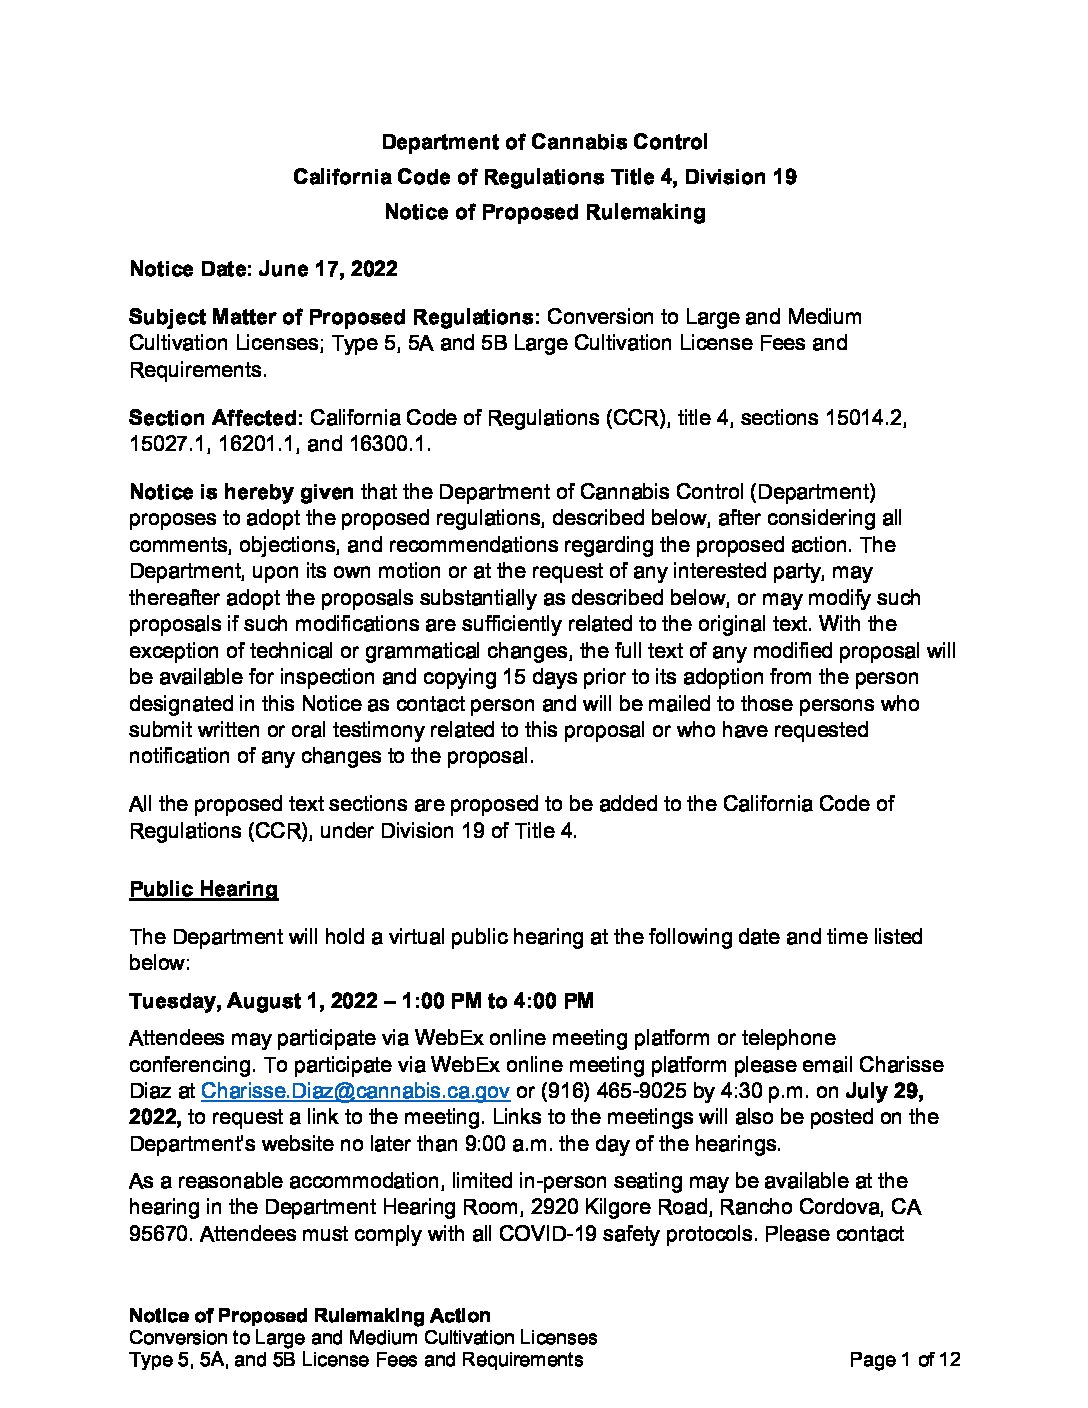 Department of Cannabis Control
California Code of Regulations Title 4, Division 19
Notice of Proposed Rulemaking
Notice Date: June 17, 2022
Subject Matter of Proposed Regulations: Conversion to Large and Medium
Cultivation Licenses; Type 5, 5A and 5B Large Cultivation License Fees and
Requirements.
Section Affected: California Code of Regulations (CCR), title 4, sections 15014.2,
15027.1, 16201.1, and 16300.1.
Notice is hereby given that the Department of Cannabis Control (Department)
proposes to adopt the proposed regulations, described below, after considering all
comments, objections, and recommendations regarding the proposed action. The
Department, upon its own motion or at the request of any interested party, may
thereafter adopt the proposals substantially as described below, or may modify such
proposals if such modifications are sufficiently related to the original text. With the
exception of technical or grammatical changes, the full text of any modified proposal will
be available for inspection and copying 15 days prior to its adoption from the person
designated in this Notice as contact person and will be mailed to those persons who
submit written or oral testimony related to this proposal or who have requested
notification of any changes to the proposal.
All the proposed text sections are proposed to be added to the California Code of
Regulations (CCR), under Division 19 of Title 4.
Public Hearing
The Department will hold a virtual public hearing at the following date and time listed
below:
Tuesday, August 1, 2022 – 1:00 PM to 4:00 PM
Attendees may participate via WebEx online meeting platform or telephone
conferencing. To participate via WebEx online meeting platform please email Charisse
Diaz at Charisse.Diaz@cannabis.ca.gov or (916) 465-9025 by 4:30 p.m. on July 29,
2022, to request a link to the meeting. Links to the meetings will also be posted on the
Department's website no later than 9:00 a.m. the day of the hearings.
As a reasonable accommodation, limited in-person seating may be available at the
hearing in the Department Hearing Room, 2920 Kilgore Road, Rancho Cordova, CA
95670. Attendees must comply with all COVID-19 safety protocols. Please contact
Notice of Proposed Rulemaking Action
Conversion to Large and Medium Cultivation Licenses
Type 5, 5A, and 5B License Fees and Requirements Page 1 of 12